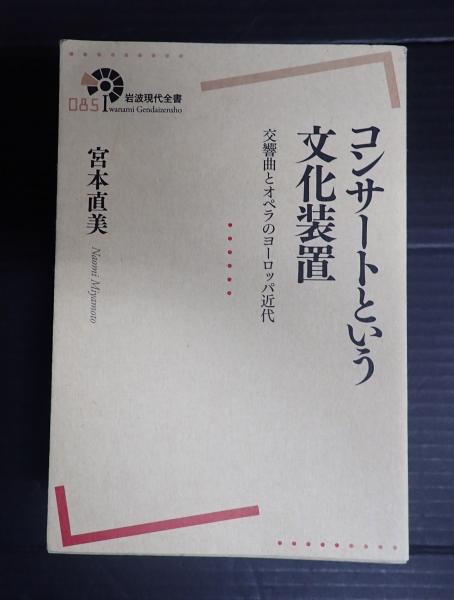 085
岩波現代全書
Iwanami Gendaizensho
コンサートという
文化装置
交響曲とオペラのヨーロッパ近代
宮本直美
Naomi Miyamoto